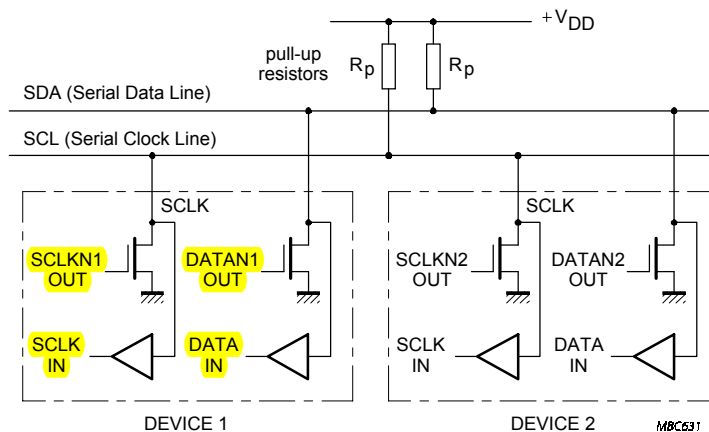 +VDD
pull-up
resistors
Rp
Rp
SDA (Serial Data Line)
SCL (Serial Clock Line)
SCLK
SCLK
SCLKN1
OUT
DATAN1
OUT
SCLKN2
OUT
DATAN2
OUT
SCLK
IN
DATA
IN
SCLK
IN
DATA
IN
DEVICE 1
DEVICE 2
MBC631